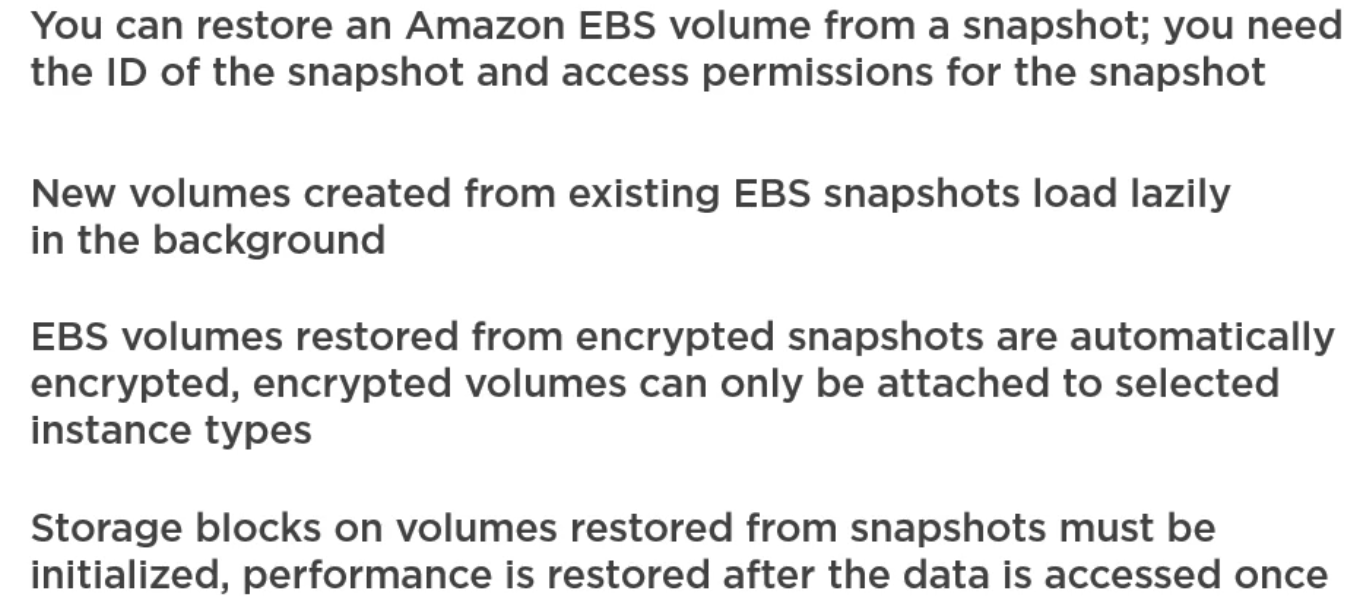 You can restore an Amazon EBS volume from a snapshot; you need
the ID of the snapshot and access permissions for the snapshot
New volumes created from existing EBS snapshots load lazily
in the background
EBS volumes restored from encrypted snapshots are automatically
encrypted, encrypted volumes can only be attached to selected
instance types
Storage blocks on volumes restored from snapshots must be
initialized, performance is restored after the data is accessed once